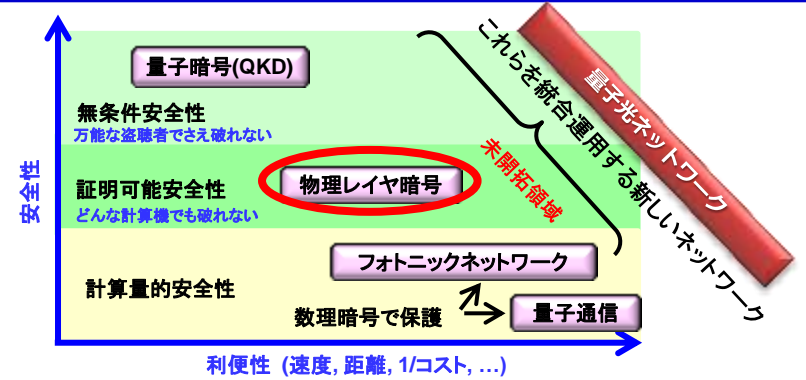 量子暗号(QKD)
無条件安全性
万能な盗聴者でさえ破れない
安全性
証明可能安全性
どんな計算機でも破れない
物理レイヤ暗号
未開拓領域
これらを統合運用する新しいネットワーク
量子光ネットワーク
計算量的安全性
フォトニックネットワーク
数理暗号で保護
量子通信
利便性 (速度, 距離, 1/コスト, …)